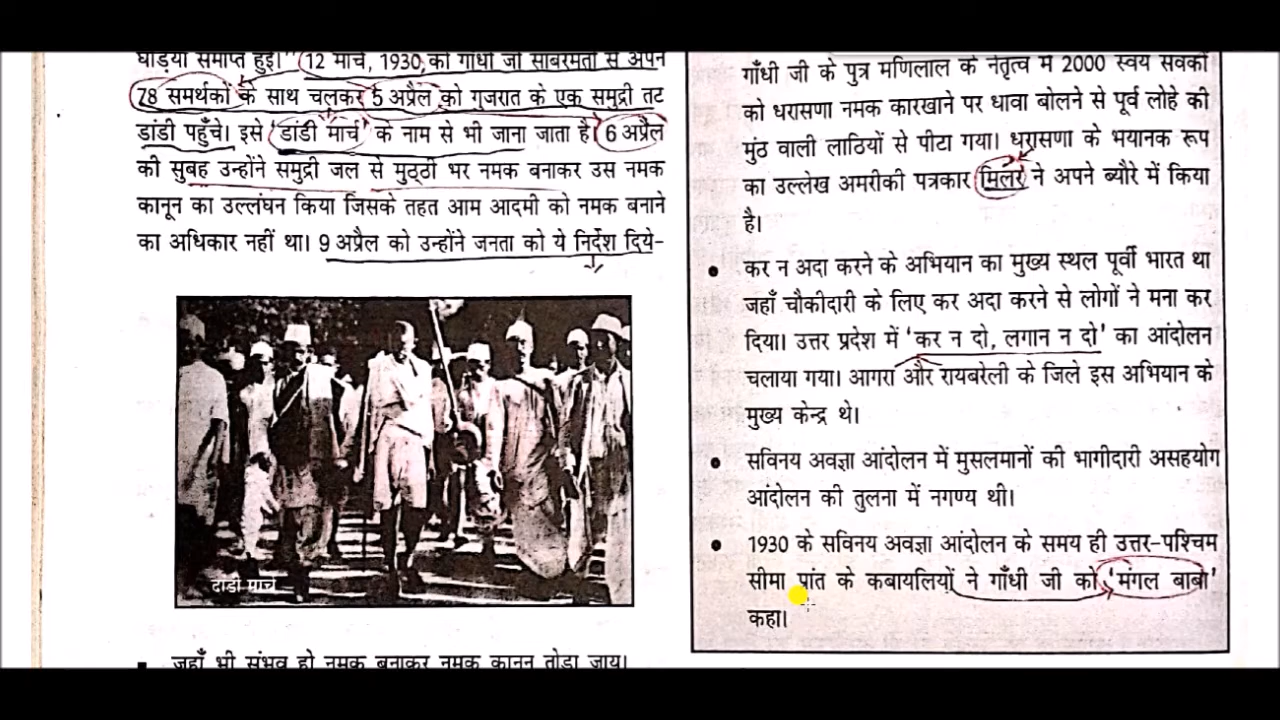 घड़ियाँ समाप्त हुईं।" 12 मार्च, 1930, को गाँधी जी साबरमती से अपने
78 समर्थकों के साथ चलकर 5 अप्रैल को गुजरात के एक समुद्री तट
डांडी पहुँचे। इसे 'डांडी मार्च' के नाम से भी जाना जाता है 6 अप्रैल
की सुबह उन्होंने समुद्री जल से मुठ्ठी भर नमक बनाकर उस नमक
कानून का उल्लंघन किया जिसके तहत आम आदमी को नमक बनाने
का अधिकार नहीं था। 9 अप्रैल को उन्होंने जनता को ये निर्देश दिये-
दांडी मार्च
जहाँ भी संभव हो नमक बनाकर नमक कानून तोड़ा जाय।
गाँधी जी के पुत्र मणिलाल के नेतृत्व में 2000 स्वयं सेवकों
को धरासणा नमक कारखाने पर धावा बोलने से पूर्व लोहे की
मुंठ वाली लाठियों से पीटा गया। धरासणा के भयानक रूप
का उल्लेख अमरीकी पत्रकार मिलर ने अपने ब्यौरे में किया
है।
• कर न अदा करने के अभियान का मुख्य स्थल पूर्वी भारत था
जहाँ चौकीदारी के लिए कर अदा करने से लोगों ने मना कर
दिया। उत्तर प्रदेश में 'कर न दो, लगान न दो' का आंदोलन
चलाया गया। आगरा और रायबरेली के जिले इस अभियान के
मुख्य केन्द्र थे।
• सविनय अवज्ञा आंदोलन में मुसलमानों की भागीदारी असहयोग
आंदोलन की तुलना में नगण्य थी।
• 1930 के सविनय अवज्ञा आंदोलन के समय ही उत्तर-पश्चिम
सीमा प्रांत के कबायलियों ने गाँधी जी को 'मंगल बाबा'
कहा।